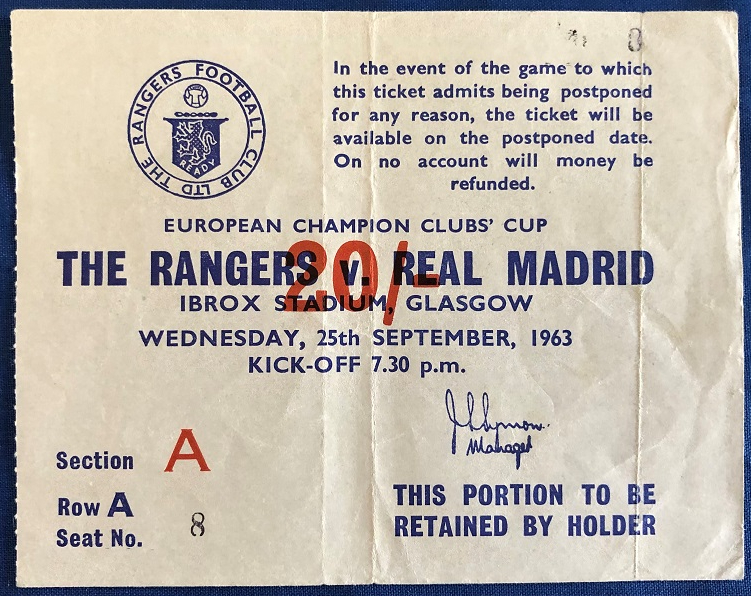 8
THE RANGERS FOOTBALL CLUB LTD
READY
In the event of the game to which
this ticket admits being postponed
for any reason, the ticket will be
available on the postponed date.
On no account will money be
refunded.
EUROPEAN CHAMPION CLUBS' CUP
THE RANGERS v. REAL MADRID
20/-
IBROX STADIUM, GLASGOW
WEDNESDAY, 25th SEPTEMBER, 1963
KICK-OFF 7.30 p.m.
Manager
Section A
Row A
Seat No. 8
THIS PORTION TO BE
RETAINED BY HOLDER